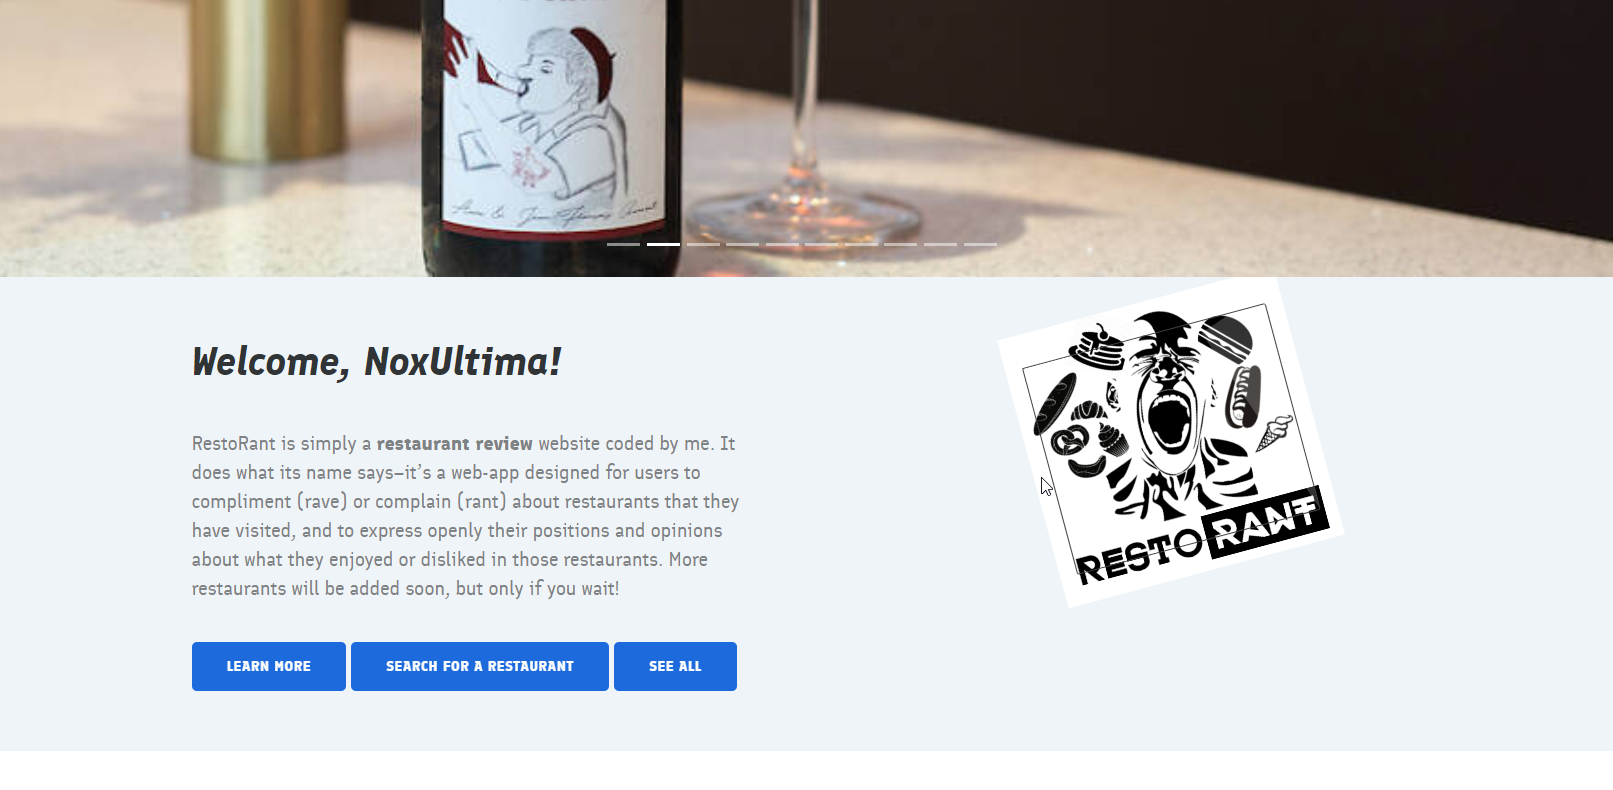 Welcome, NoxUltima!
RestoRant is simply a restaurant review website coded by me. It
does what its name says–it’s a web-app designed for users to
compliment (rave) or complain (rant) about restaurants that they
have visited, and to express openly their positions and opinions
about what they enjoyed or disliked in those restaurants. More
restaurants will be added soon, but only if you wait!
LEARN MORE
SEARCH FOR A RESTAURANT
SEE ALL
RESTORANT